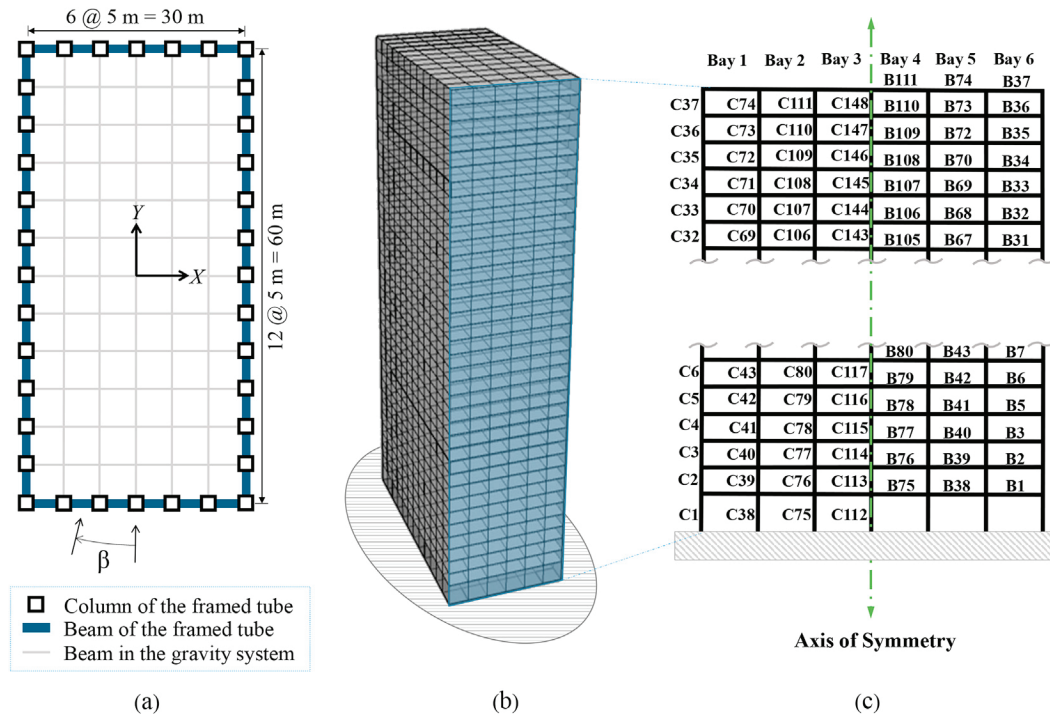 6 @ 5 m = 30 m
Y
X
12 @ 5 m = 60 m
β
Column of the framed tube
Beam of the framed tube
Beam in the gravity system
(a)
(b)
Bay 1 Bay 2 Bay 3 Bay 4 Bay 5 Bay 6
B111 B74 B37
C37 C74 C111 C148 B110 B73 B36
C36 C73 C110 C147 B109 B72 B35
C35 C72 C109 C146 B108 B70 B34
C34 C71 C108 C145 B107 B69 B33
C33 C70 C107 C144 B106 B68 B32
C32 C69 C106 C143 B105 B67 B31
B80 B43 B7
C6 C43 C80 C117 B79 B42 B6
C5 C42 C79 C116 B78 B41 B5
C4 C41 C78 C115 B77 B40 B3
C3 C40 C77 C114 B76 B39 B2
C2 C39 C76 C113 B75 B38 B1
C1 C38 C75 C112
Axis of Symmetry
(c)